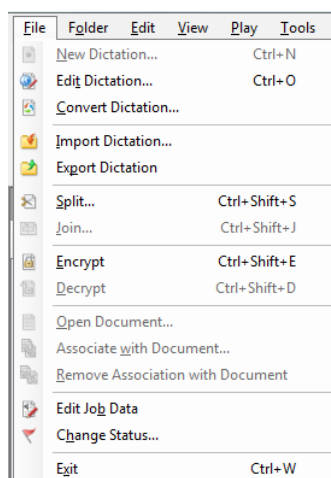 File Folder Edit View Play Tools
New Dictation... Ctrl+N
Edit Dictation... Ctrl+O
Convert Dictation...
Import Dictation...
Export Dictation
Split... Ctrl+Shift+S
Join... Ctrl+Shift+J
Encrypt Ctrl+Shift+E
Decrypt Ctrl+Shift+D
Open Document...
Associate with Document...
Remove Association with Document
Edit Job Data
Change Status...
Exit Ctrl+W